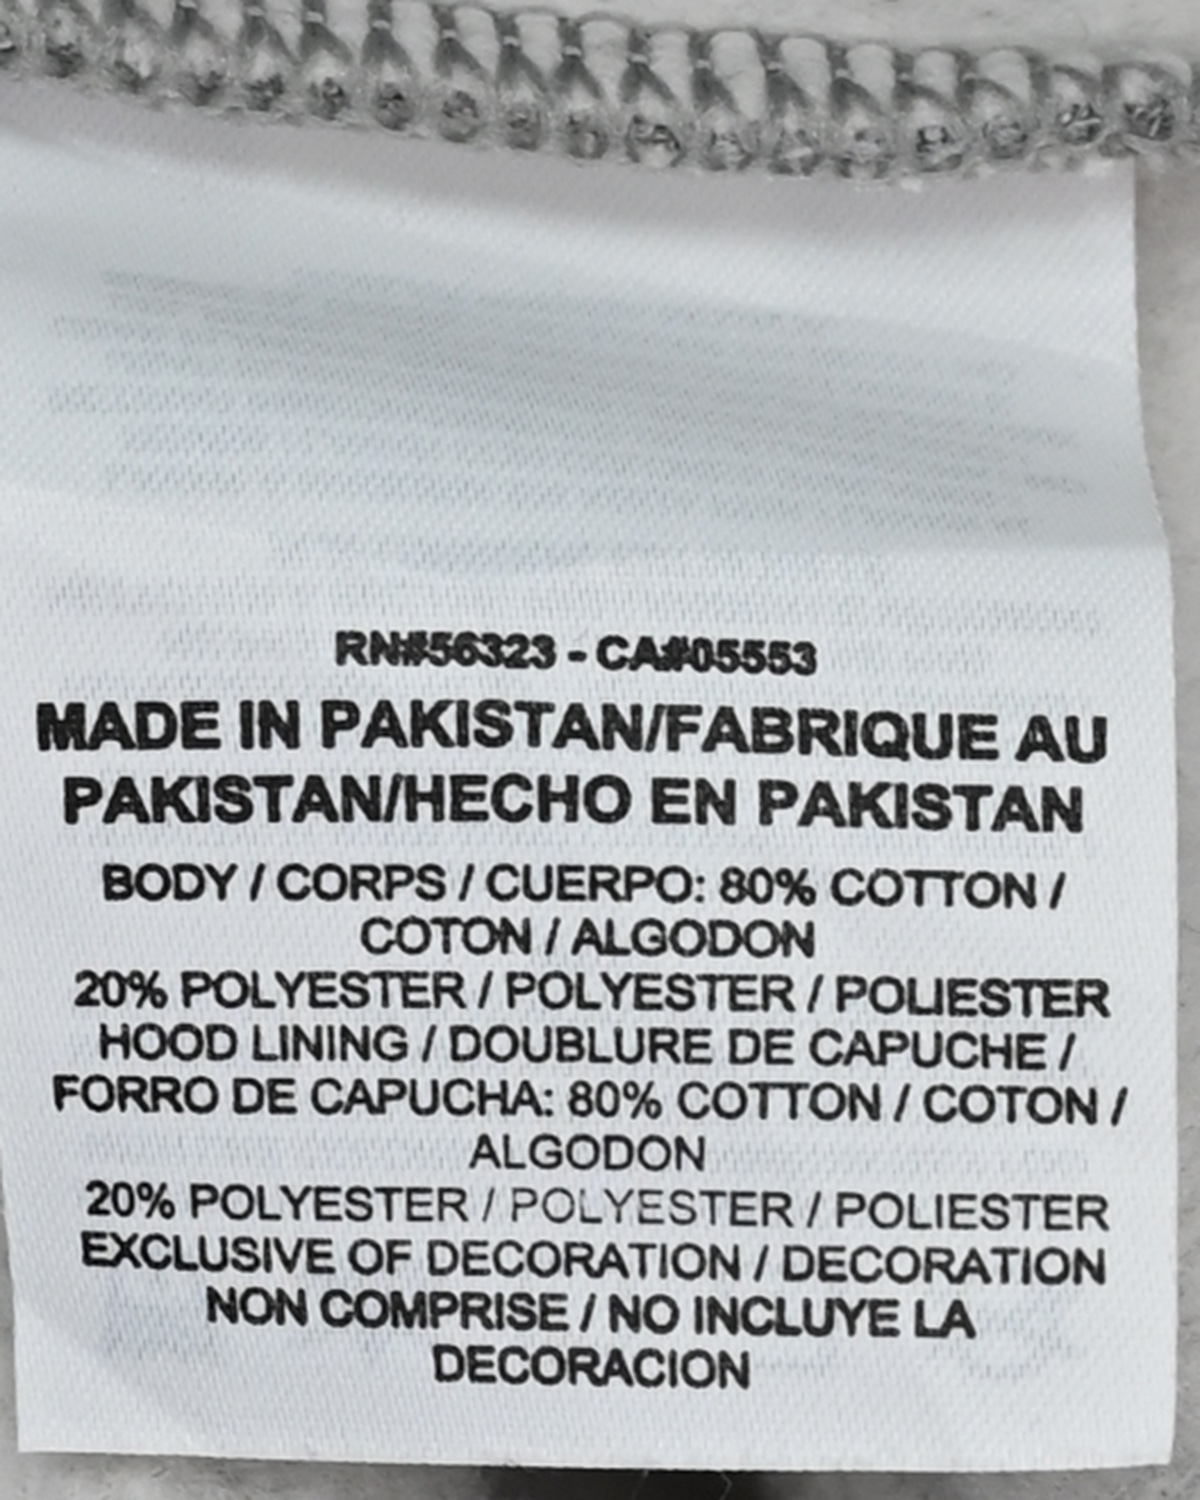 RN#56323 - CA#05553
MADE IN PAKISTAN/FABRIQUE AU
PAKISTAN/HECHO EN PAKISTAN
BODY / CORPS / CUERPO: 80% COTTON /
COTON / ALGODON
20% POLYESTER / POLYESTER / POLIESTER
HOOD LINING / DOUBLURE DE CAPUCHE /
FORRO DE CAPUCHA: 80% COTTON / COTON /
ALGODON
20% POLYESTER / POLYESTER / POLIESTER
EXCLUSIVE OF DECORATION / DECORATION
NON COMPRISE / NO INCLUYE LA
DECORACION